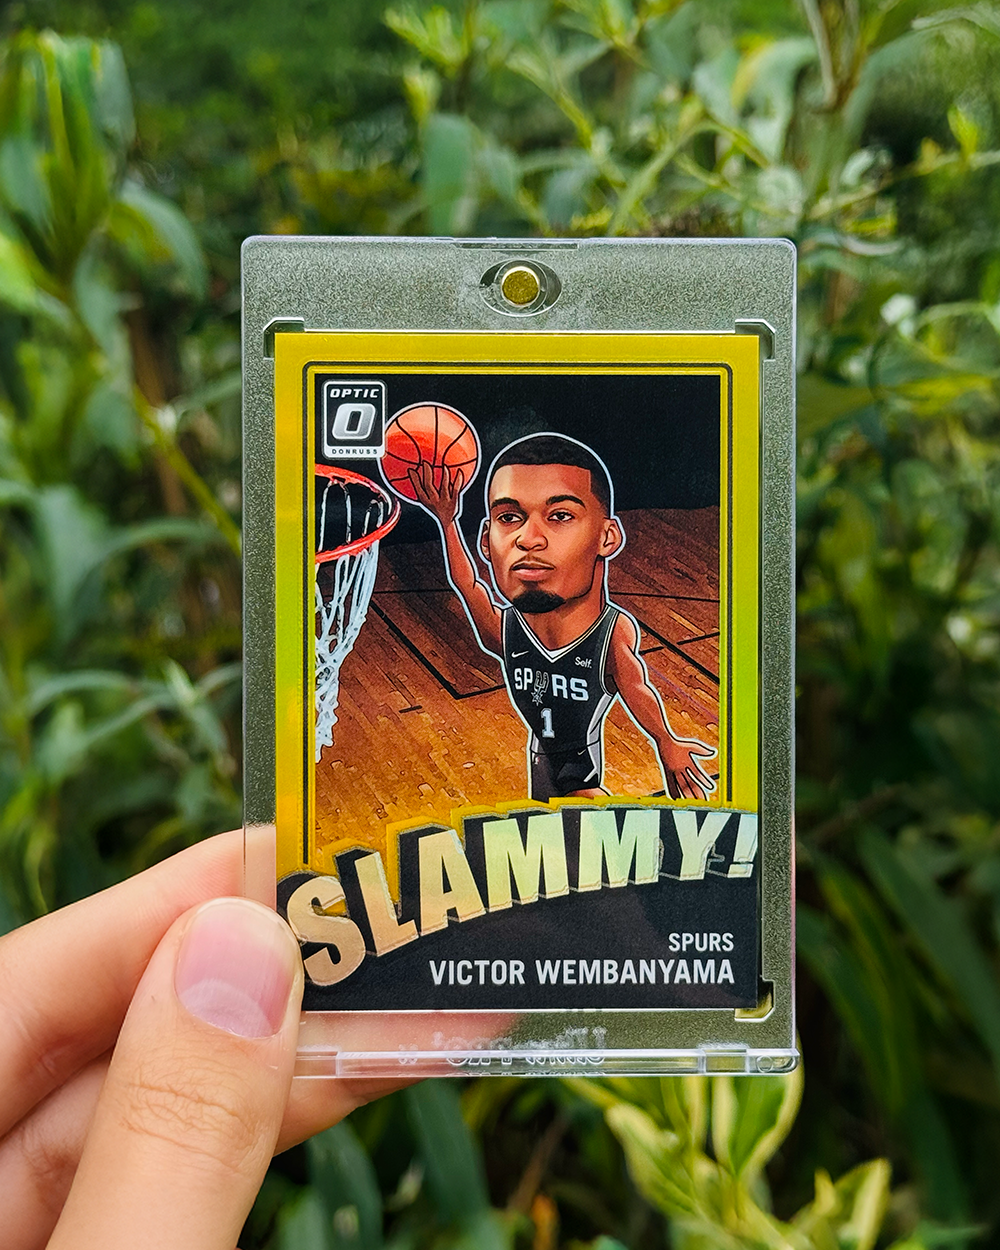 OPTIC
O
DONRUSS
Self.
SPURS
1
SLAMMY!
SPURS
VICTOR WEMBANYAMA